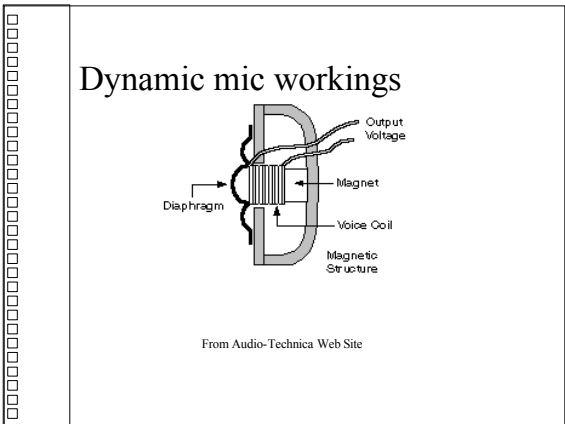 Dynamic mic workings
Output
Voltage
Magnet
Diaphragm
Voice Coil
Magnetic
Structure
From Audio-Technica Web Site